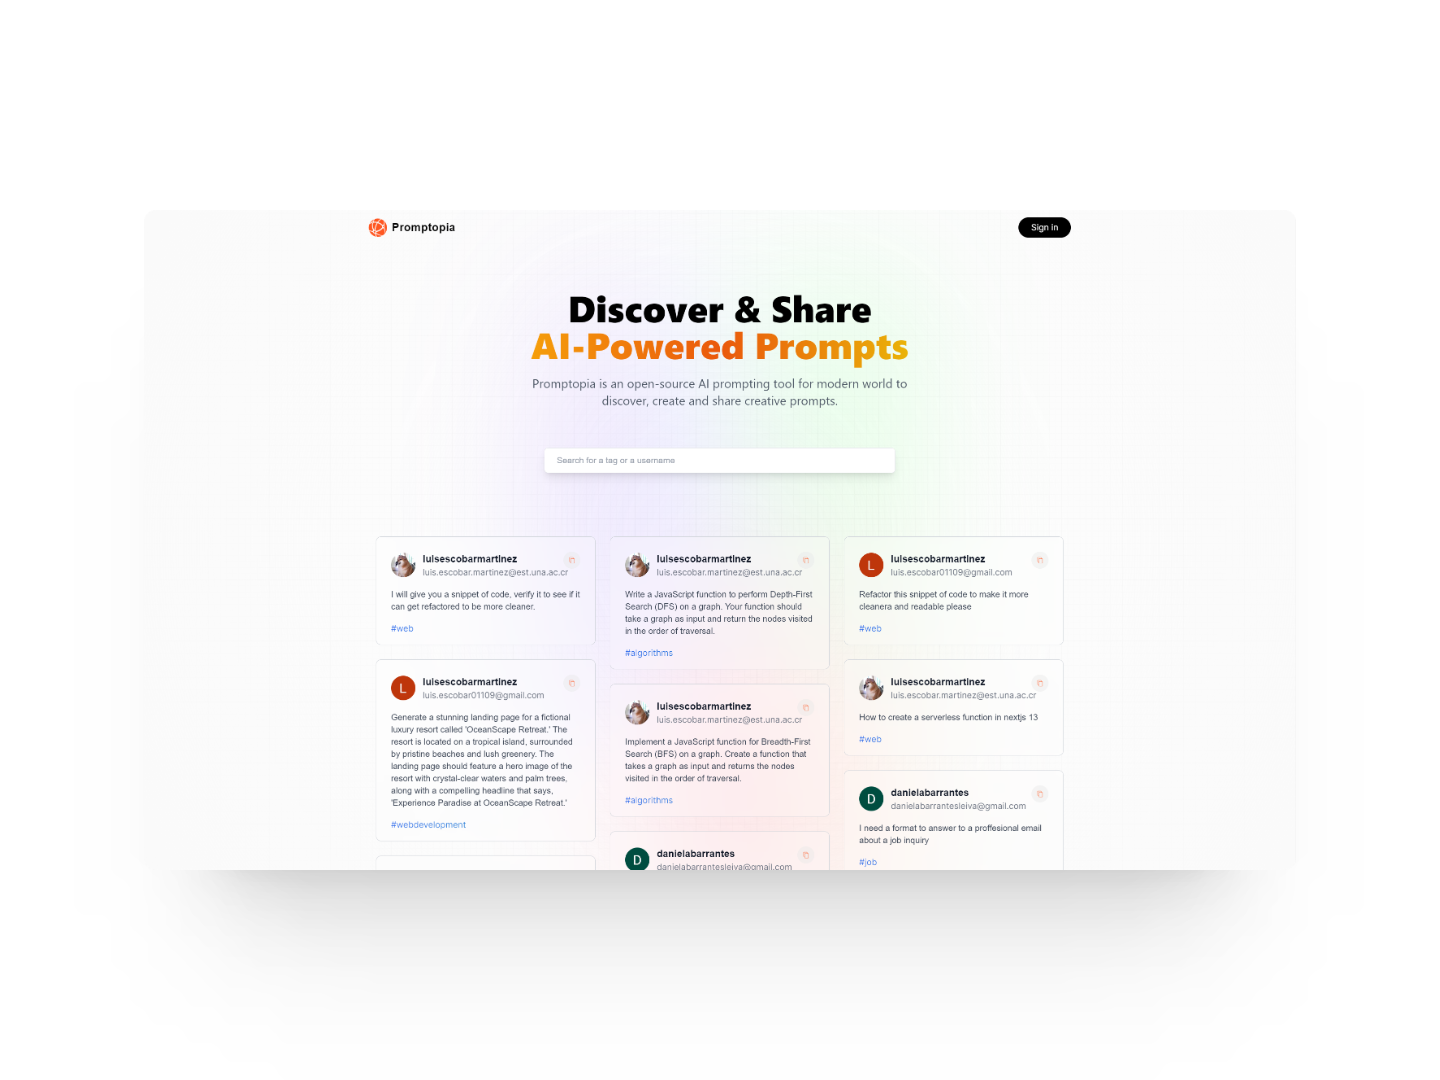 Promptopia
Sign in
Discover & Share
AI-Powered Prompts
Promptopia is an open-source AI prompting tool for modern world to
discover, create and share creative prompts.
Search for a tag or a username
luisescobarmartinez
luis.escobar.martinez@est.una.ac.cr
I will give you a snippet of code, verify it to see if it
can get refactored to be more cleaner.
#web
L
luisescobarmartinez
luis.escobar01109@gmail.com
Generate a stunning landing page for a fictional
luxury resort called 'OceanScape Retreat.' The
resort is located on a tropical island, surrounded
by pristine beaches and lush greenery. The
landing page should feature a hero image of the
resort with crystal-clear waters and palm trees,
along with a compelling headline that says,
'Experience Paradise at OceanScape Retreat.'
#webdevelopment
luisescobarmartinez
luis.escobar.martinez@est.una.ac.cr
Write a JavaScript function to perform Depth-First
Search (DFS) on a graph. Your function should
take a graph as input and return the nodes visited
in the order of traversal.
#algorithms
luisescobarmartinez
luis.escobar.martinez@est.una.ac.cr
Implement a JavaScript function for Breadth-First
Search (BFS) on a graph. Create a function that
takes a graph as input and returns the nodes
visited in the order of traversal.
#algorithms
D
danielabarrantes
danielabarrantesleiva@gmail.com
L
luisescobarmartinez
luis.escobar01109@gmail.com
Refactor this snippet of code to make it more
cleanera and readable please
#web
luisescobarmartinez
luis.escobar.martinez@est.una.ac.cr
How to create a serverless function in nextjs 13
#web
D
danielabarrantes
danielabarrantesleiva@gmail.com
I need a format to answer to a proffesional email
about a job inquiry
#job